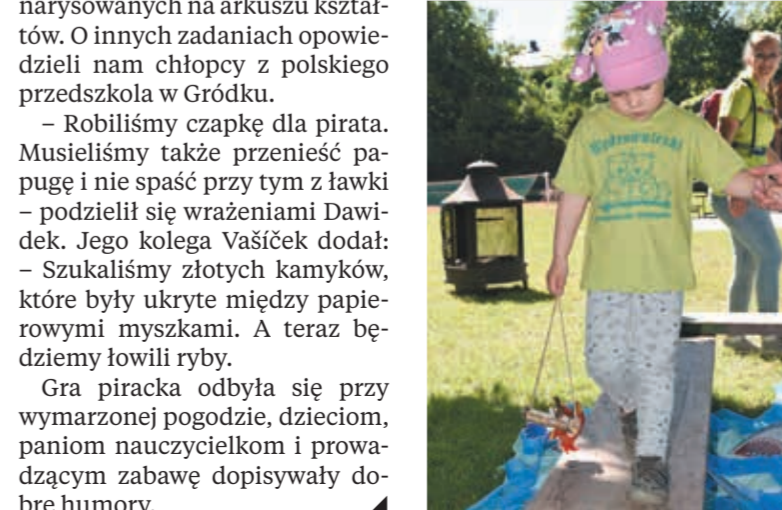 narysowanych na arkuszu kształ-
tów. O innych zadaniach opowie-
dzieli nam chłopcy z polskiego
przedszkola w Gródku.
– Robiliśmy czapkę dla pirata.
Musieliśmy także przenieść pa-
pugę i nie spaść przy tym z ławki
– podzielił się wrażeniami Dawi-
dek. Jego kolega Vašíček dodał:
– Szukaliśmy złotych kamyków,
które były ukryte między papie-
rowymi myszkami. A teraz bę-
dziemy łowili ryby.
Gra piracka odbyła się przy
wymarzonej pogodzie, dzieciom,
paniom nauczycielkom i prowa-
dzącym zabawę dopisywały do-
bre humory.